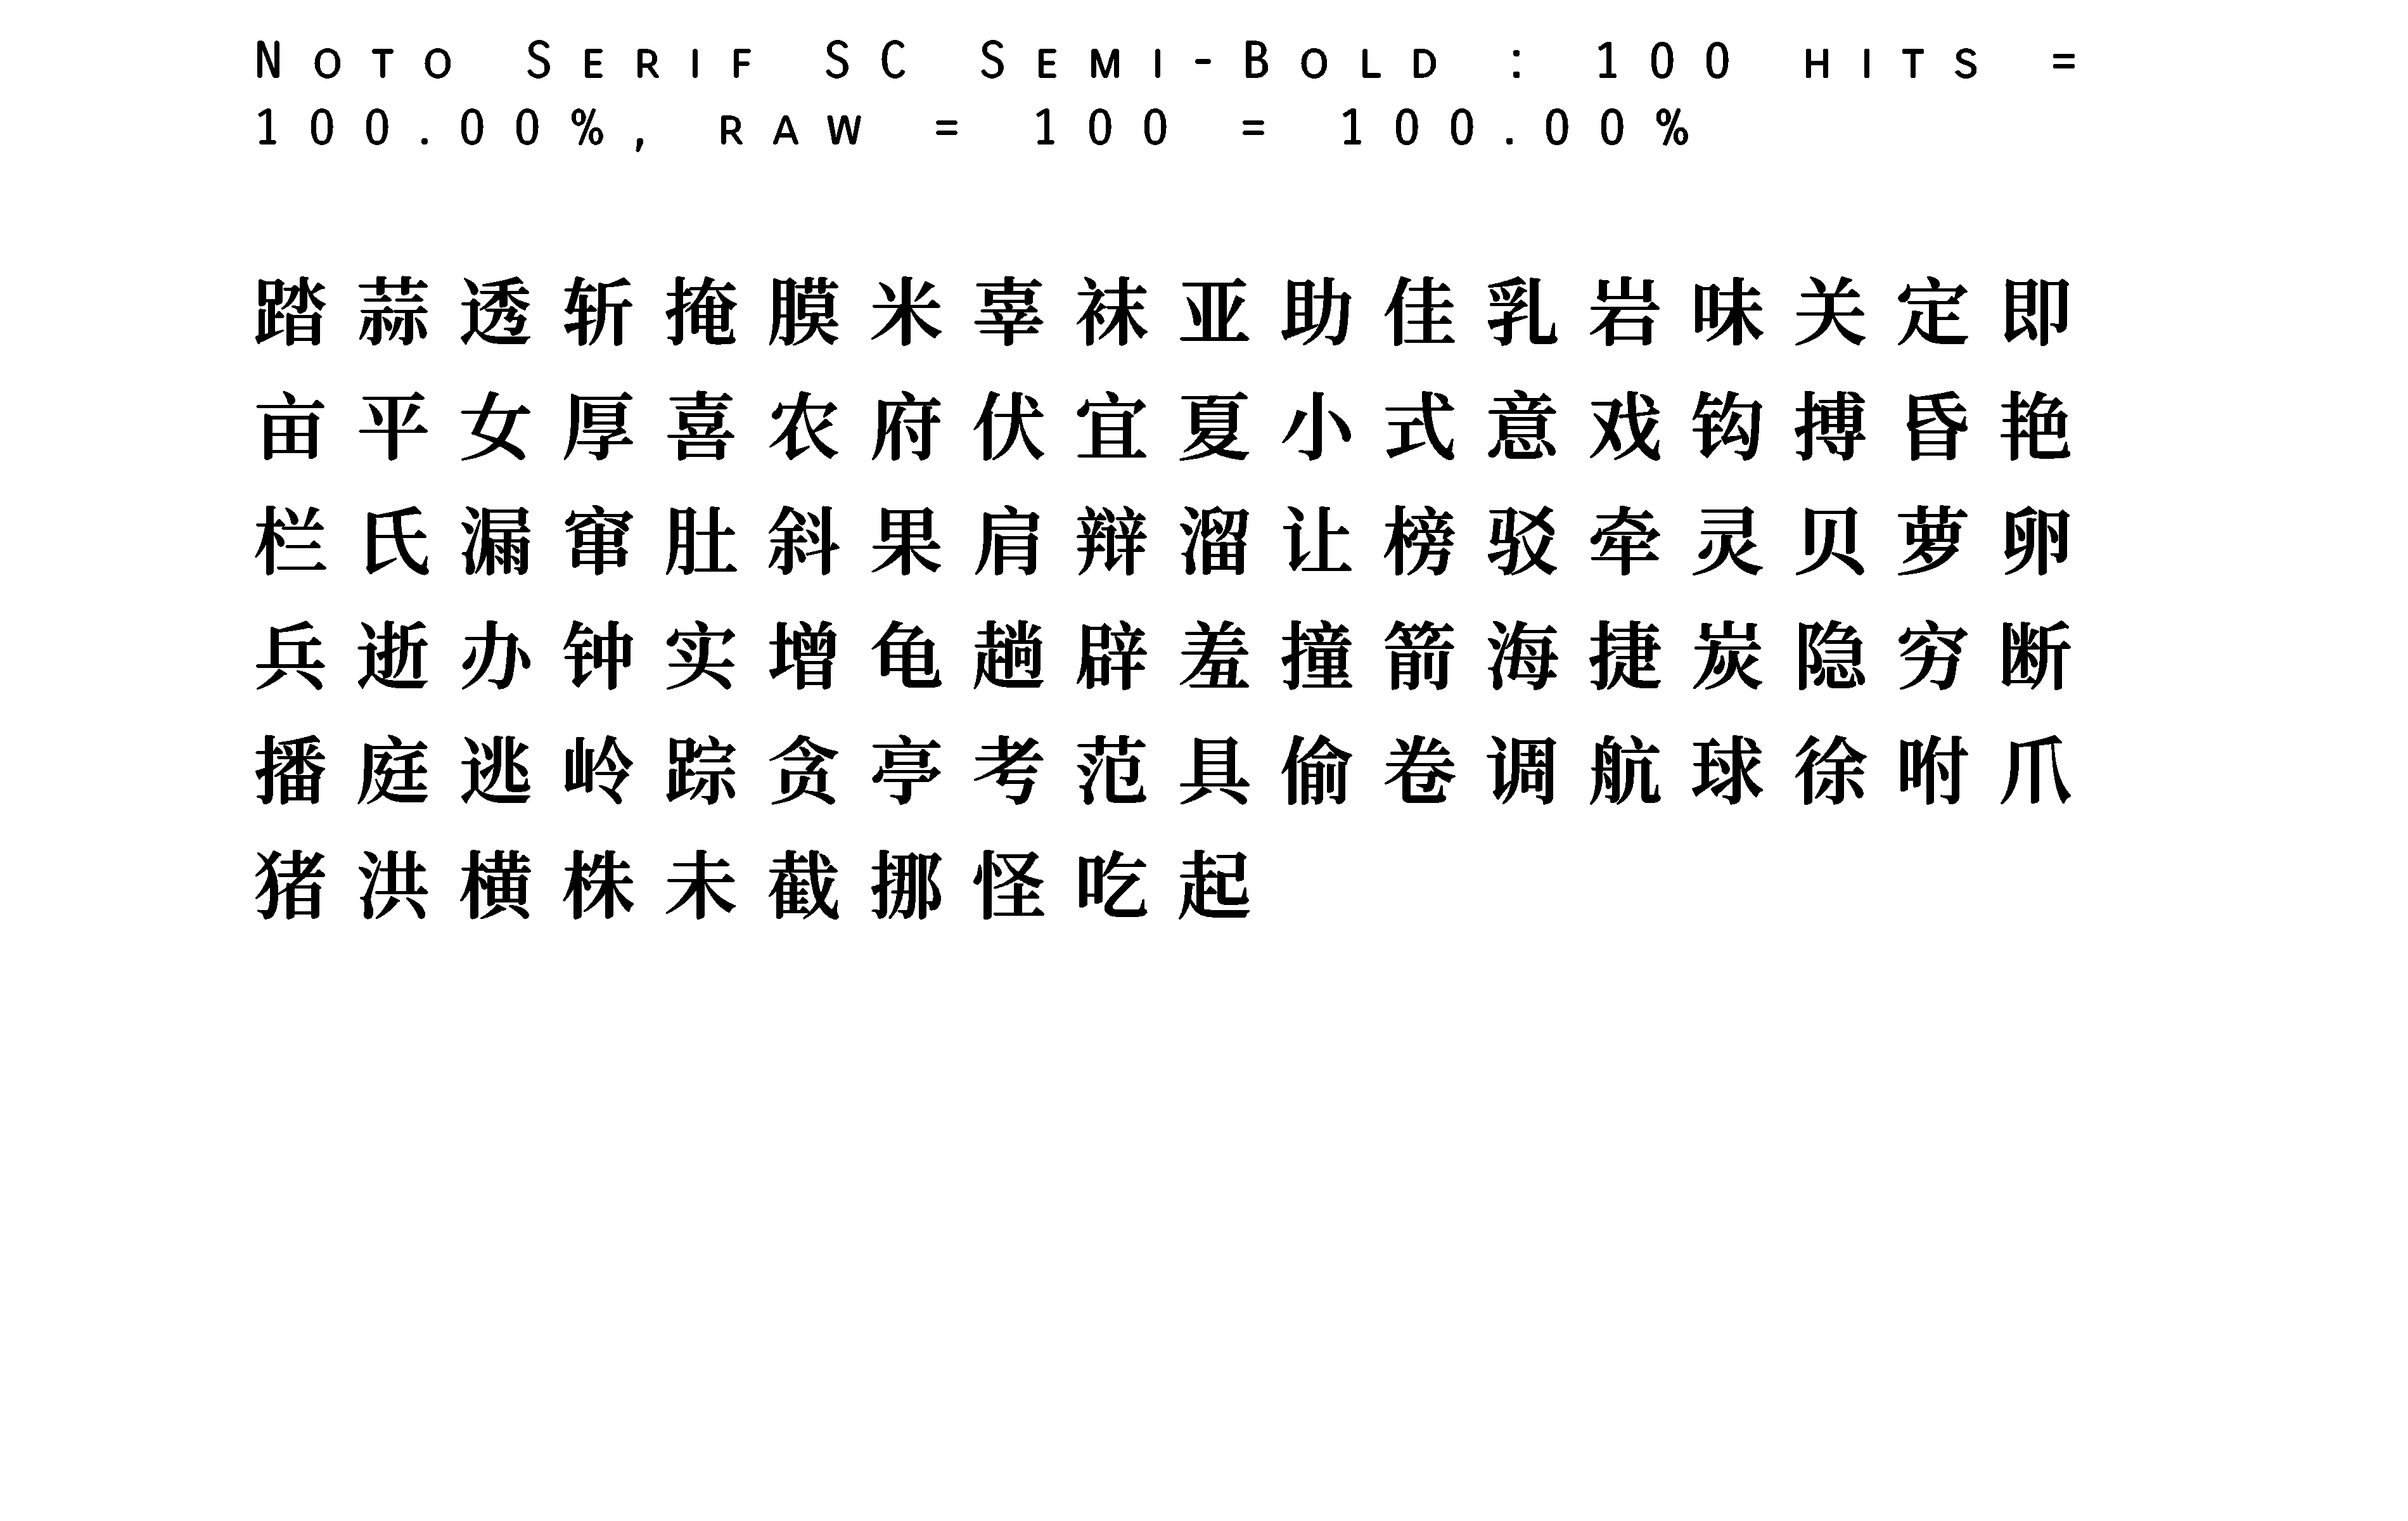 Noto Serif SC Semi-Bold : 100 hits =
100.00%, raw = 100 = 100.00%
踏蒜透斩掩膜米辜袜亚助佳乳岩味关定即
亩平女厚喜农府伏宜夏小式意戏钩搏昏艳
栏氏漏窜肚斜果肩辩溜让榜驳牵灵贝萝卵
兵逝办钟实增龟趟辟羞撞箭海捷炭隐穷断
播庭逃岭踪贪亭考范具偷卷调航球徐咐爪
猪洪横株未截挪怪吃起